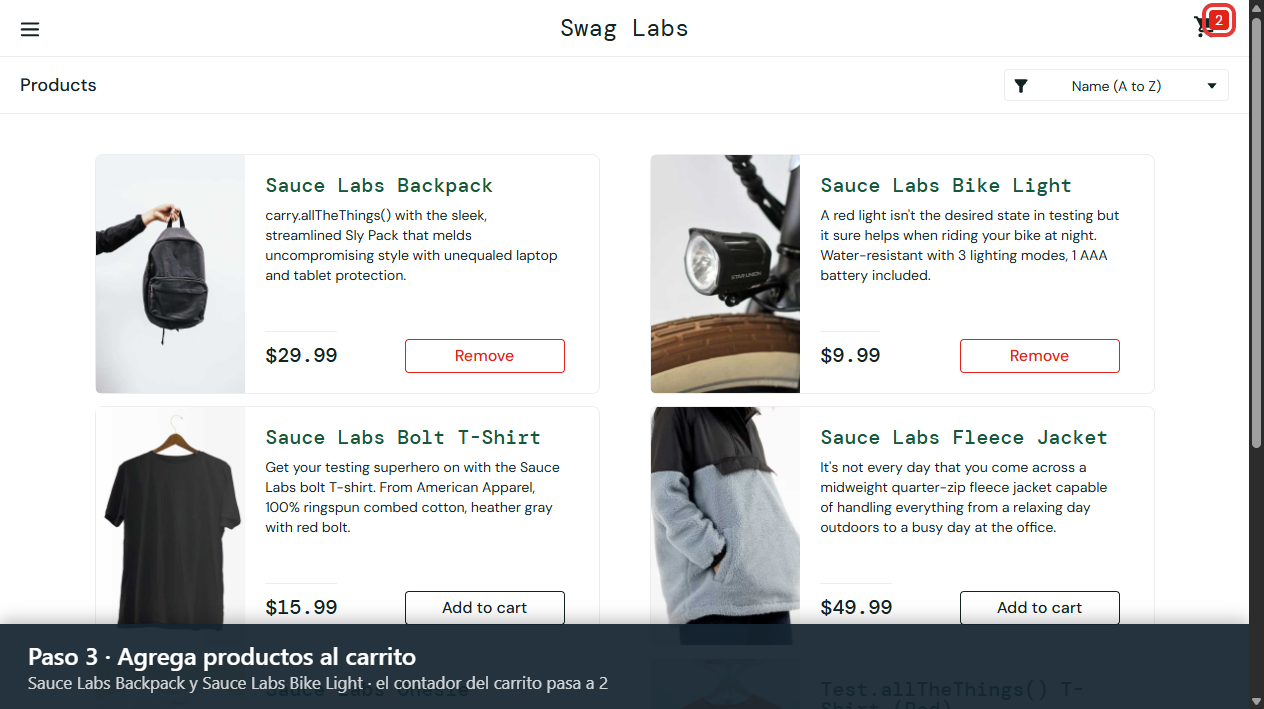 Swag Labs
2
Products
Name (A to Z)
Sauce Labs Backpack
carry.allTheThings() with the sleek,
streamlined Sly Pack that melds
uncompromising style with unequaled laptop
and tablet protection.
$29.99
Remove
Sauce Labs Bike Light
A red light isn't the desired state in testing but
it sure helps when riding your bike at night.
Water-resistant with 3 lighting modes, 1 AAA
battery included.
$9.99
Remove
Sauce Labs Bolt T-Shirt
Get your testing superhero on with the Sauce
Labs bolt T-shirt. From American Apparel,
100% ringspun combed cotton, heather gray
with red bolt.
$15.99
Add to cart
Sauce Labs Fleece Jacket
It's not every day that you come across a
midweight quarter-zip fleece jacket capable
of handling everything from a relaxing day
outdoors to a busy day at the office.
$49.99
Add to cart
Paso 3 · Agrega productos al carrito
Sauce Labs Backpack y Sauce Labs Bike Light · el contador del carrito pasa a 2
Sauce Labs Onesie
Test.allTheThings() T-
Shirt (Red)